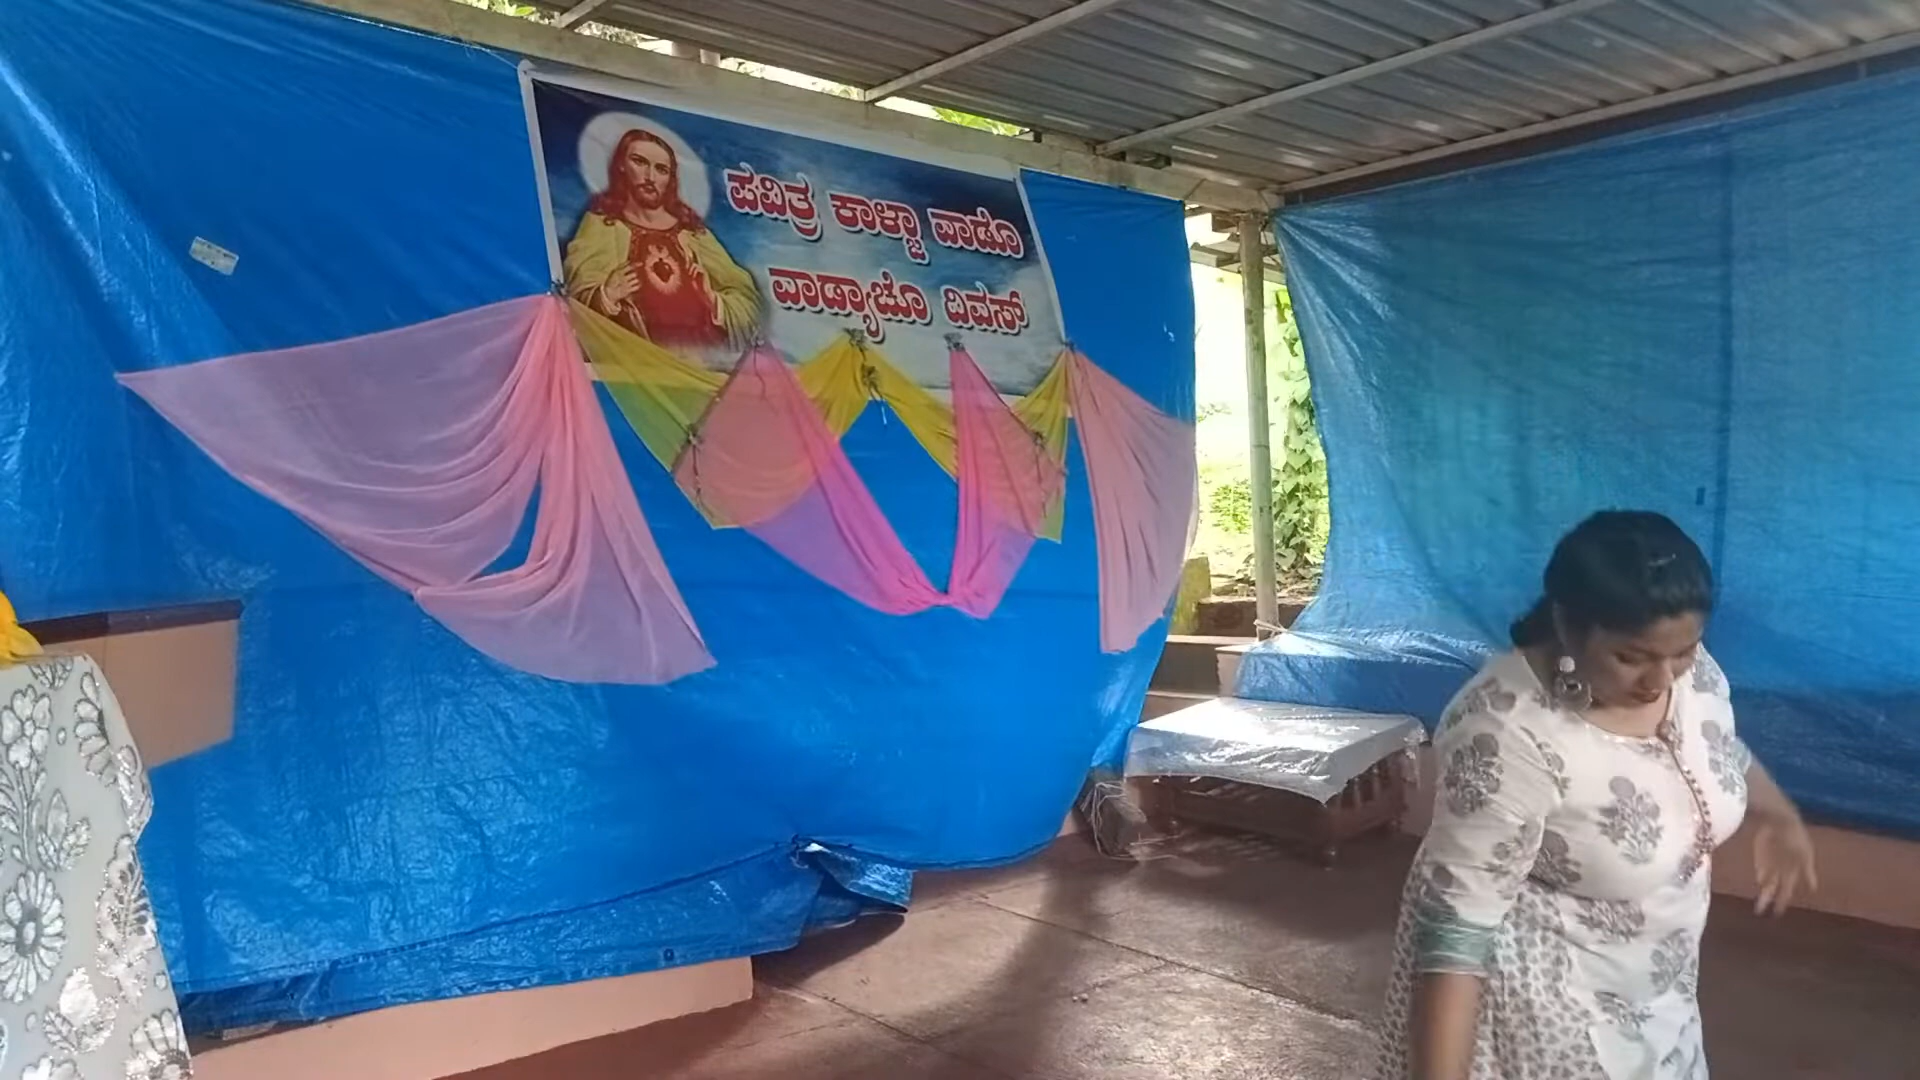 ಪವಿತ್ರ ಕಾಳ್ಜಾ ವಾಡೊ
ವಾಡ್ಯಾಚೊ ದಿವಸ್